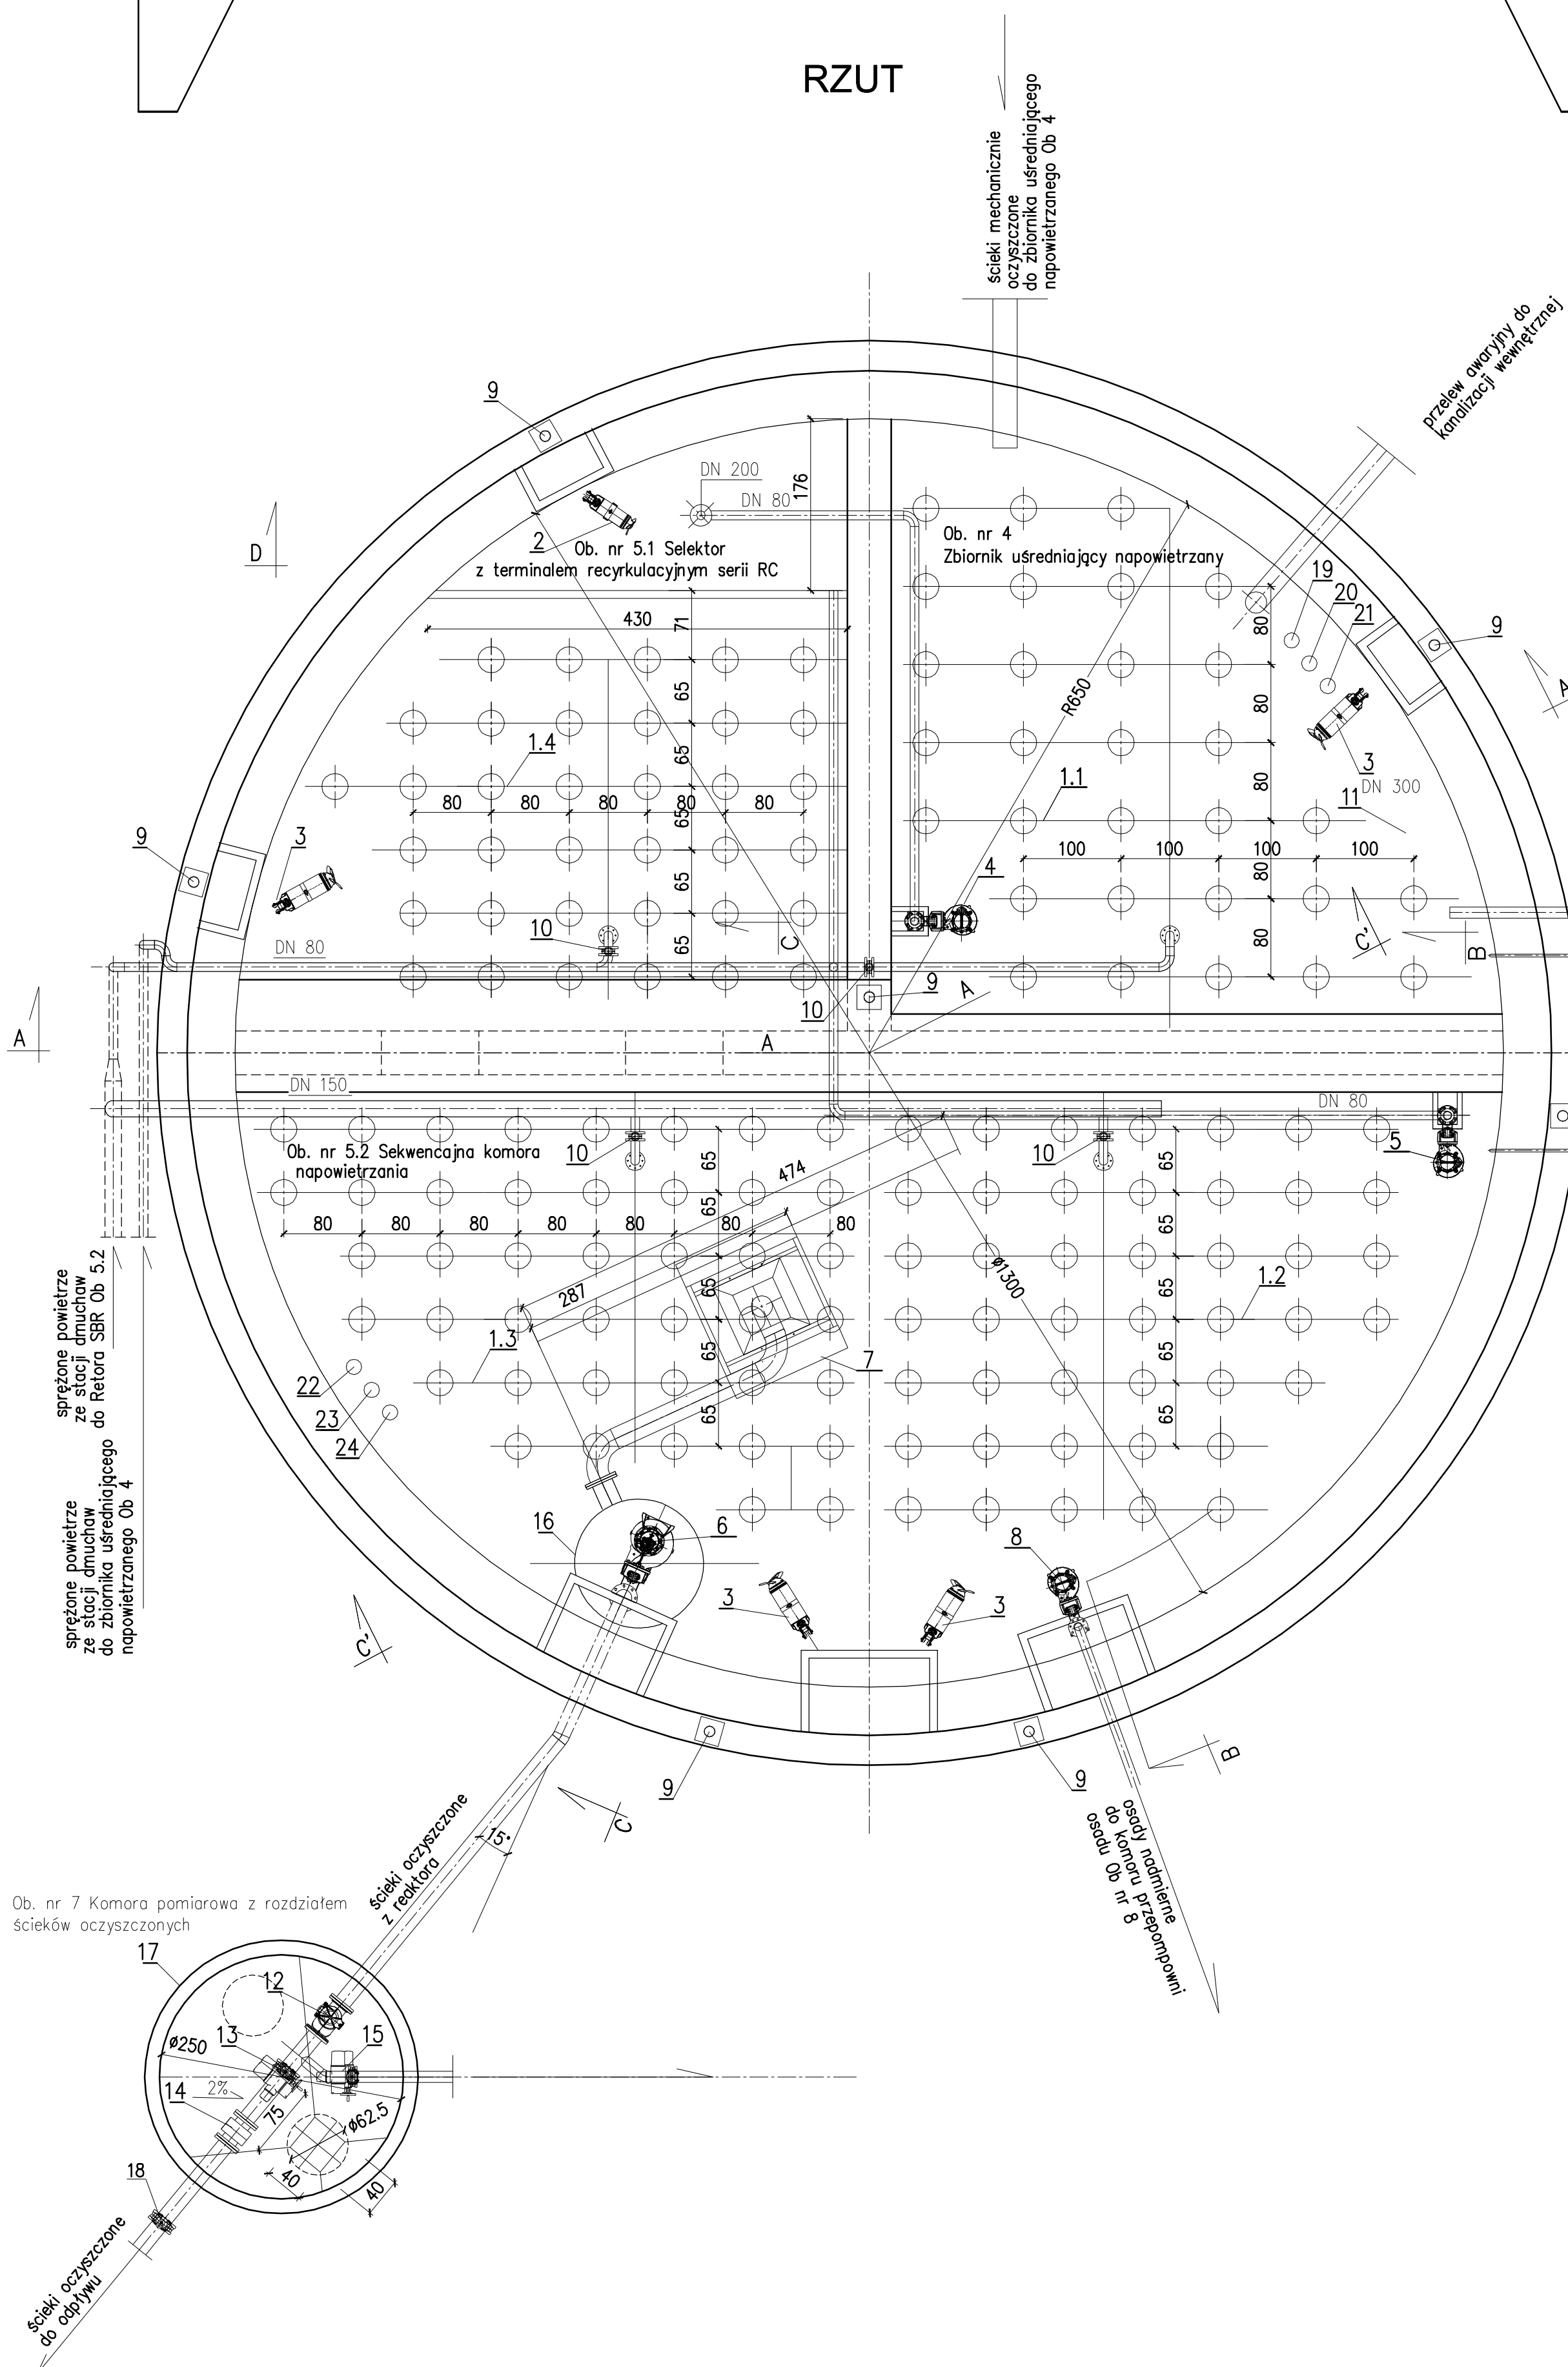 RZUT
ścieki mechanicznie
oczyszczone
do zbiornika uśredniającego
napowietrzanego Ob 4
przelew awaryjny do
kanalizacji wewnętrznej
9
DN 200
DN 80
176
2
Ob. nr 5.1 Selektor
z terminalem recyrkulacyjnym serii RC
Ob. nr 4
Zbiornik uśredniający napowietrzany
D
19
20
21
9
A
430
71
65
65
65
65
65
1.4
80
80
80
80
80
R650
80
80
80
80
80
1.1
3
DN 300
11
100
100
100
100
9
3
4
C
C'
B
10
DN 80
10
9
A
A
A
DN 150
DN 80
Ob. nr 5.2 Sekwencajna komora
napowietrzania
10
10
5
474
65
65
65
65
65
65
65
65
65
65
80
80
80
80
80
80
80
287
ø1300
1.2
1.3
7
22
23
24
sprężone powietrze
ze stacji dmuchaw
do Retora SBR Ob 5.2
sprężone powietrze
ze stacji dmuchaw
do zbiornika uśredniającego
napowietrzanego Ob 4
16
6
8
3
3
C'
9
9
B
C
15°
ścieki oczyszczone
z reaktora
osady nadmierne
do komoru przepompowni
osadu Ob nr 8
Ob. nr 7 Komora pomiarowa z rozdziałem
ścieków oczyszczonych
17
12
13
15
ø250
14
2%
75
ø62.5
40
40
18
ścieki oczyszczone
do odpływu